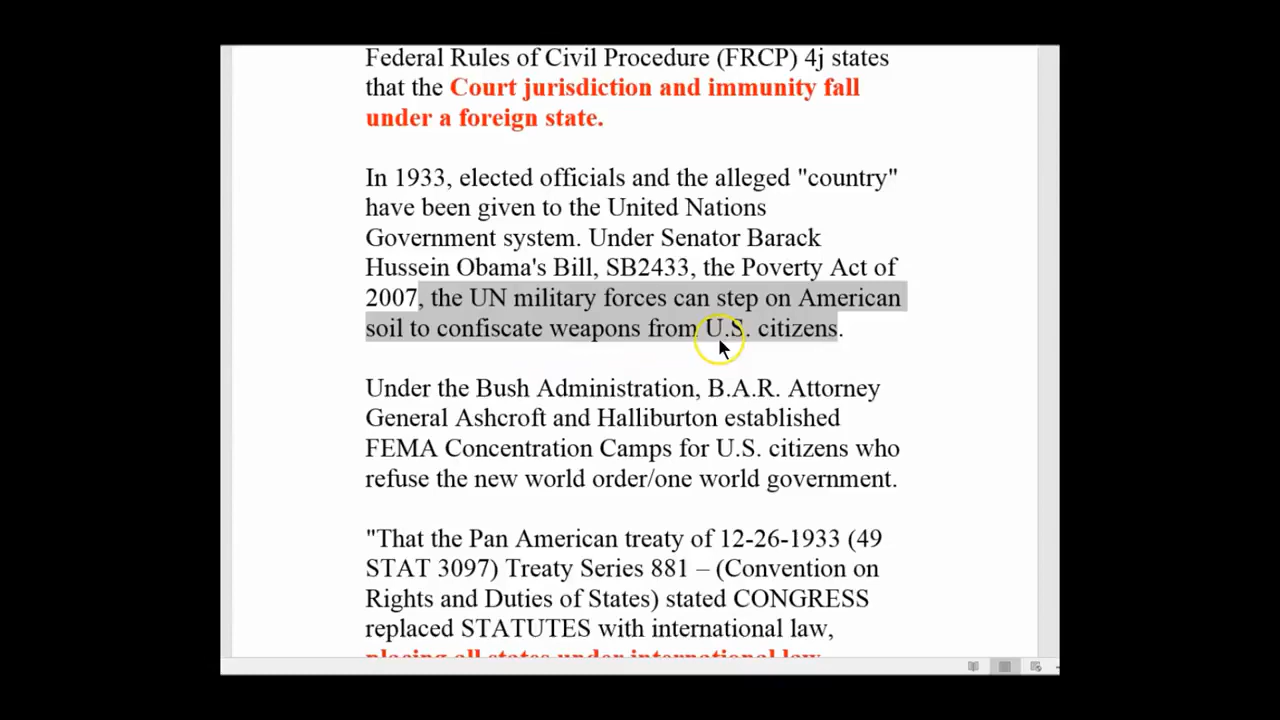 Federal Rules of Civil Procedure (FRCP) 4j states
that the Court jurisdiction and immunity fall
under a foreign state.
In 1933, elected officials and the alleged "country"
have been given to the United Nations
Government system. Under Senator Barack
Hussein Obama's Bill, SB2433, the Poverty Act of
2007, the UN military forces can step on American
soil to confiscate weapons from U.S. citizens.
Under the Bush Administration, B.A.R. Attorney
General Ashcroft and Halliburton established
FEMA Concentration Camps for U.S. citizens who
refuse the new world order/one world government.
"That the Pan American treaty of 12-26-1933 (49
STAT 3097) Treaty Series 881 – (Convention on
Rights and Duties of States) stated CONGRESS
replaced STATUTES with international law,
placing all states under international law